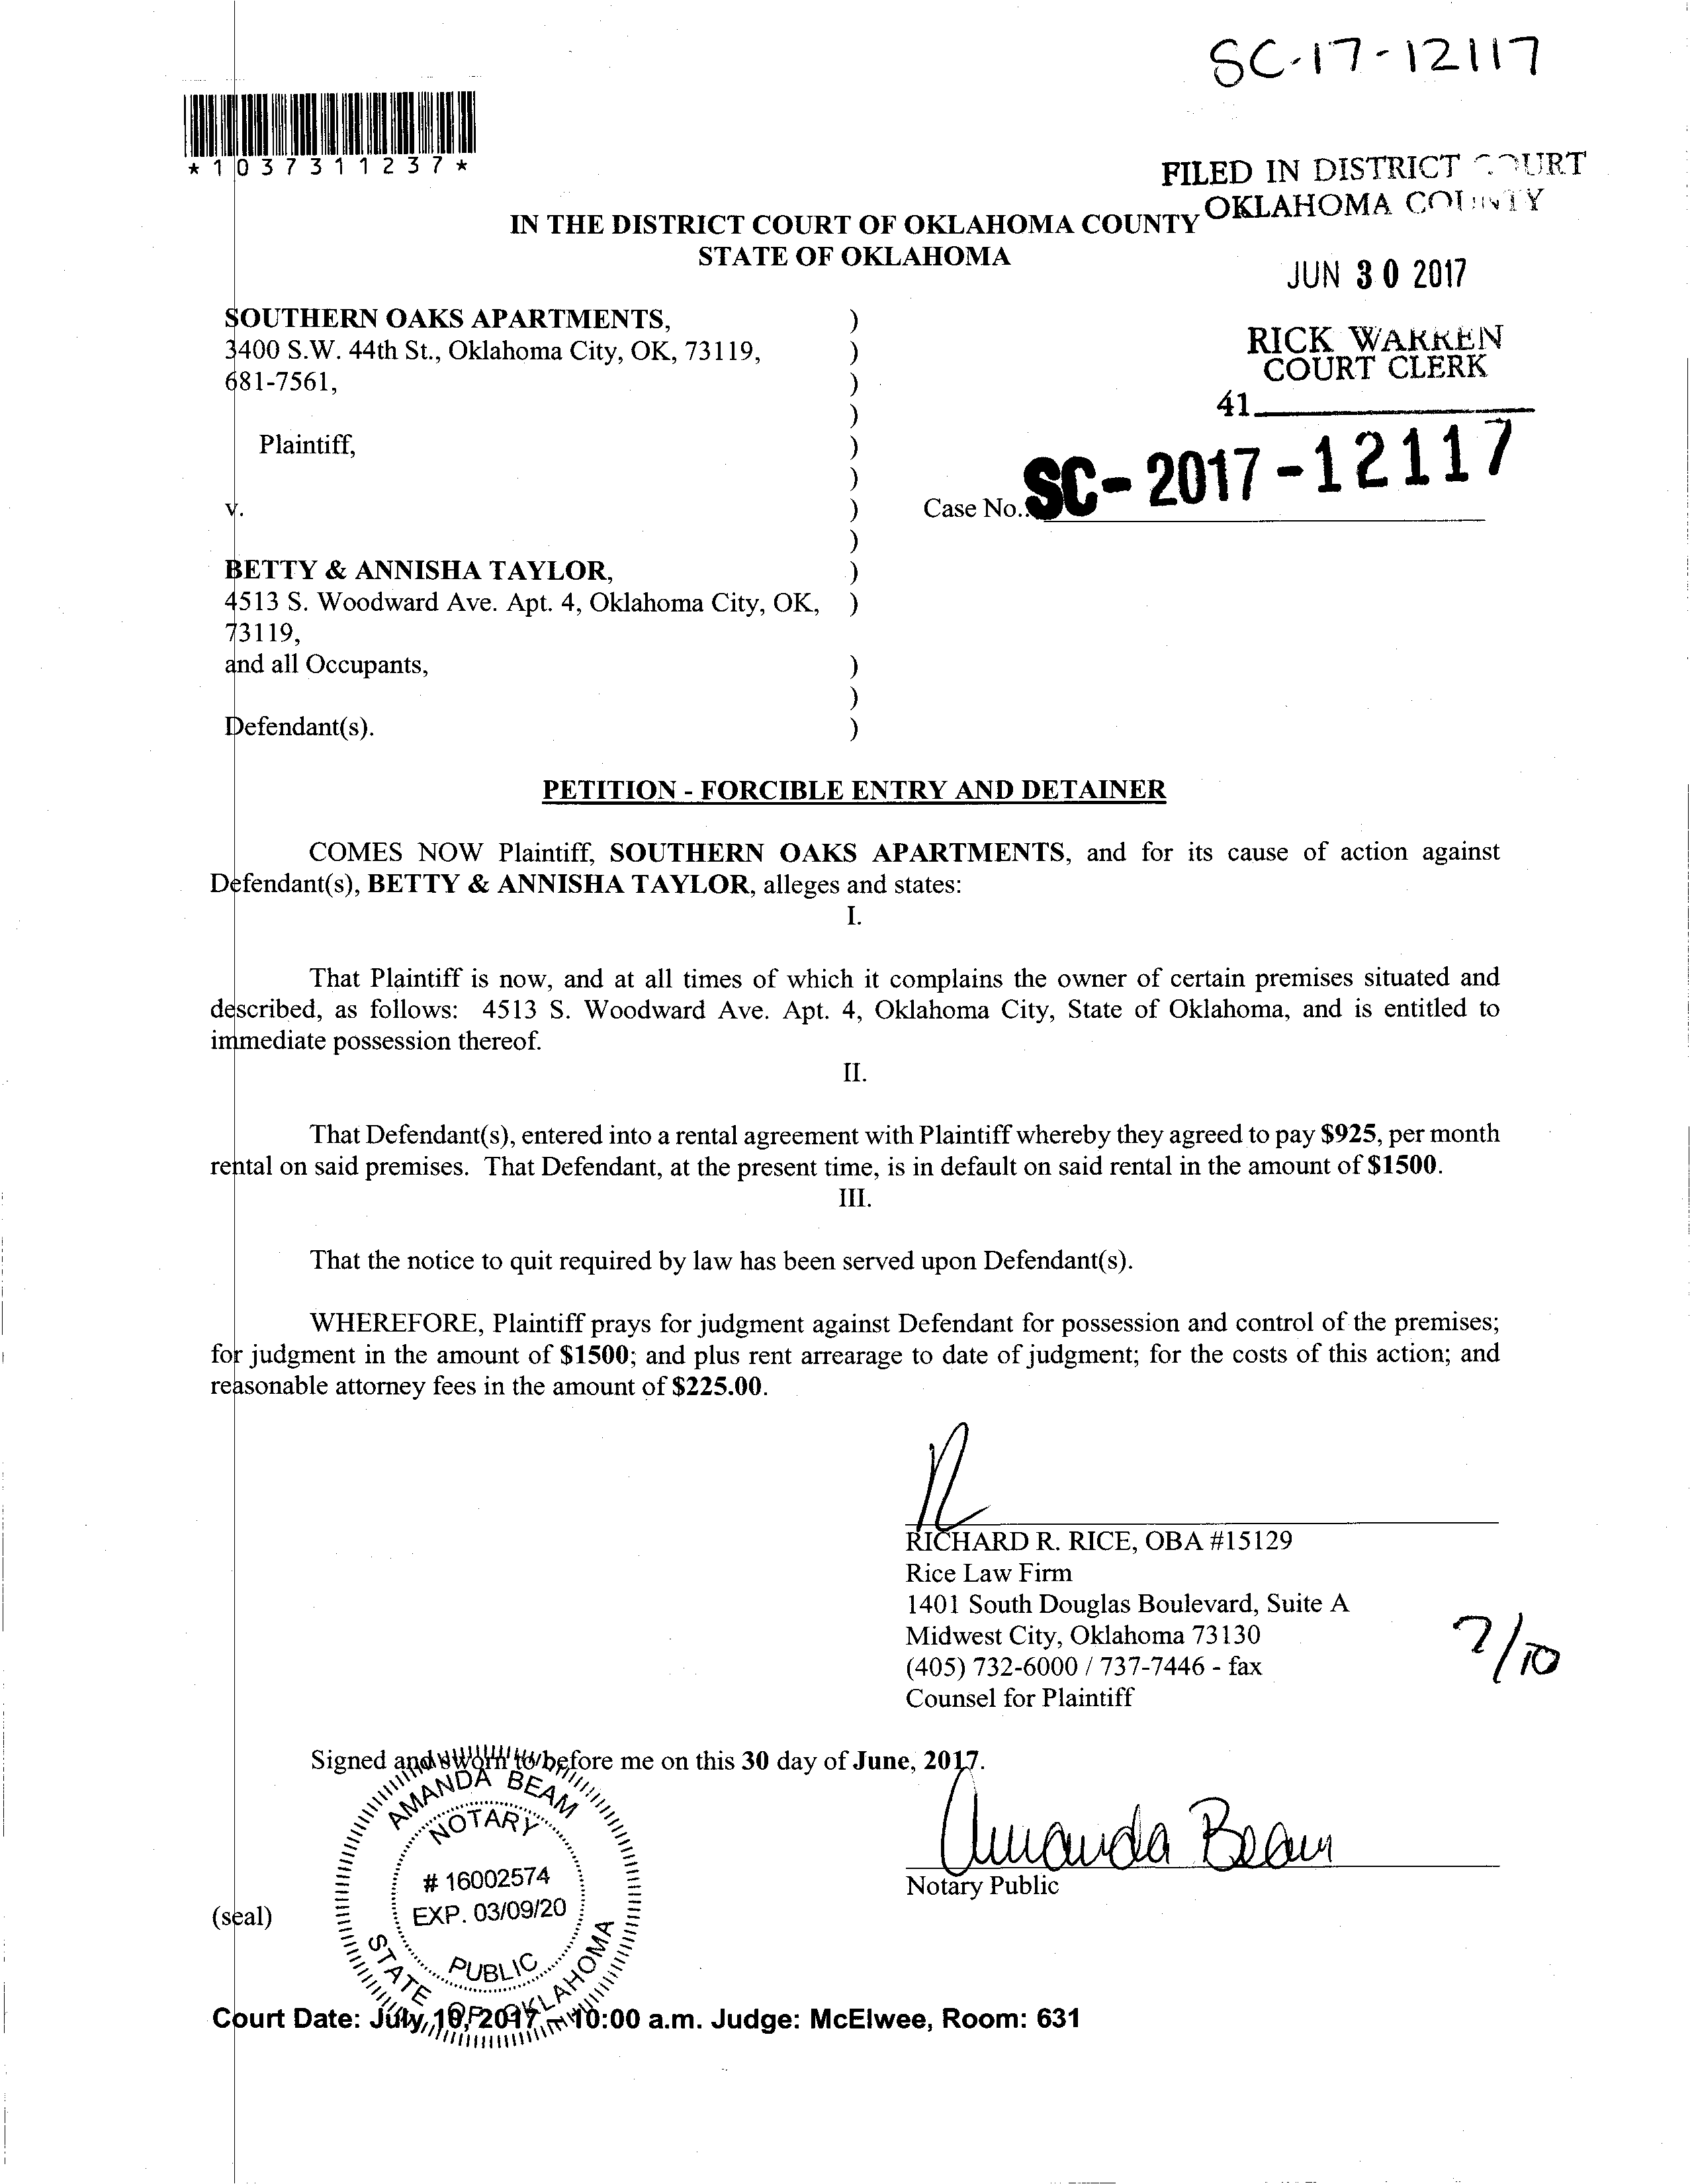 SC-17-12117
*1037311237*
FILED IN DISTRICT COURT
OKLAHOMA COUNTY
IN THE DISTRICT COURT OF OKLAHOMA COUNTY
STATE OF OKLAHOMA
JUN 30 2017
SOUTHERN OAKS APARTMENTS, )
3400 S.W. 44th St., Oklahoma City, OK, 73119, )
681-7561, )
)
RICK WARREN
COURT CLERK
41
Plaintiff, )
)
v. ) Case No.: SC-2017-12117
)
BETTY & ANNISHA TAYLOR, )
4513 S. Woodward Ave. Apt. 4, Oklahoma City, OK, )
73119,
and all Occupants, )
)
Defendant(s). )
PETITION - FORCIBLE ENTRY AND DETAINER
COMES NOW Plaintiff, SOUTHERN OAKS APARTMENTS, and for its cause of action against
Defendant(s), BETTY & ANNISHA TAYLOR, alleges and states:
I.
That Plaintiff is now, and at all times of which it complains the owner of certain premises situated and
described, as follows: 4513 S. Woodward Ave. Apt. 4, Oklahoma City, State of Oklahoma, and is entitled to
immediate possession thereof.
II.
That Defendant(s), entered into a rental agreement with Plaintiff whereby they agreed to pay $925, per month
rental on said premises. That Defendant, at the present time, is in default on said rental in the amount of $1500.
III.
That the notice to quit required by law has been served upon Defendant(s).
WHEREFORE, Plaintiff prays for judgment against Defendant for possession and control of the premises;
for judgment in the amount of $1500; and plus rent arrearage to date of judgment; for the costs of this action; and
reasonable attorney fees in the amount of $225.00.
RICHARD R. RICE, OBA #15129
Rice Law Firm
1401 South Douglas Boulevard, Suite A
Midwest City, Oklahoma 73130
(405) 732-6000 / 737-7446 - fax
Counsel for Plaintiff
7/10
Signed and sworn to before me on this 30 day of June, 2017.
AMANDA BEAM
NOTARY
# 16002574
EXP. 03/09/20
PUBLIC
STATE OF OKLAHOMA
Amanda Beam
Notary Public
(seal)
Court Date: July 10, 2017 - 10:00 a.m. Judge: McElwee, Room: 631